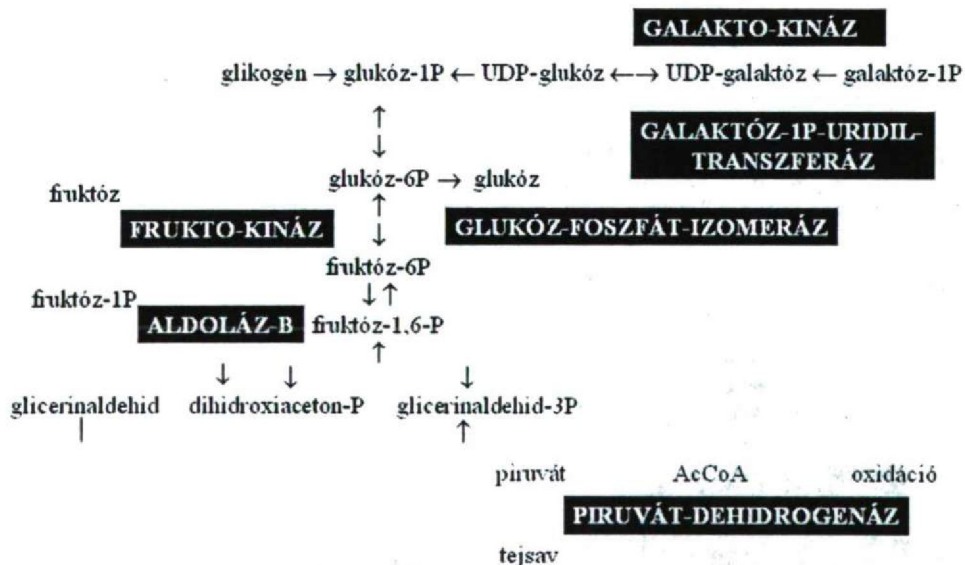 GALAKTO-KINÁZ
glikogén → glukóz-1P ← UDP-glukóz ←→ UDP-galaktóz ← galaktóz-1P
GALAKTÓZ-1P-URIDIL-
TRANSZFERÁZ
glukóz-6P → glukóz
fruktóz
FRUKTO-KINÁZ
GLUKÓZ-FOSZFÁT-IZOMERÁZ
fruktóz-6P
fruktóz-1P
ALDOLÁZ-B
fruktóz-1,6-P
glicerinaldehid dihidroxiaceton-P glicerinaldehid-3P
piruvát AcCoA oxidáció
PIRUVÁT-DEHIDROGENÁZ
tejsav